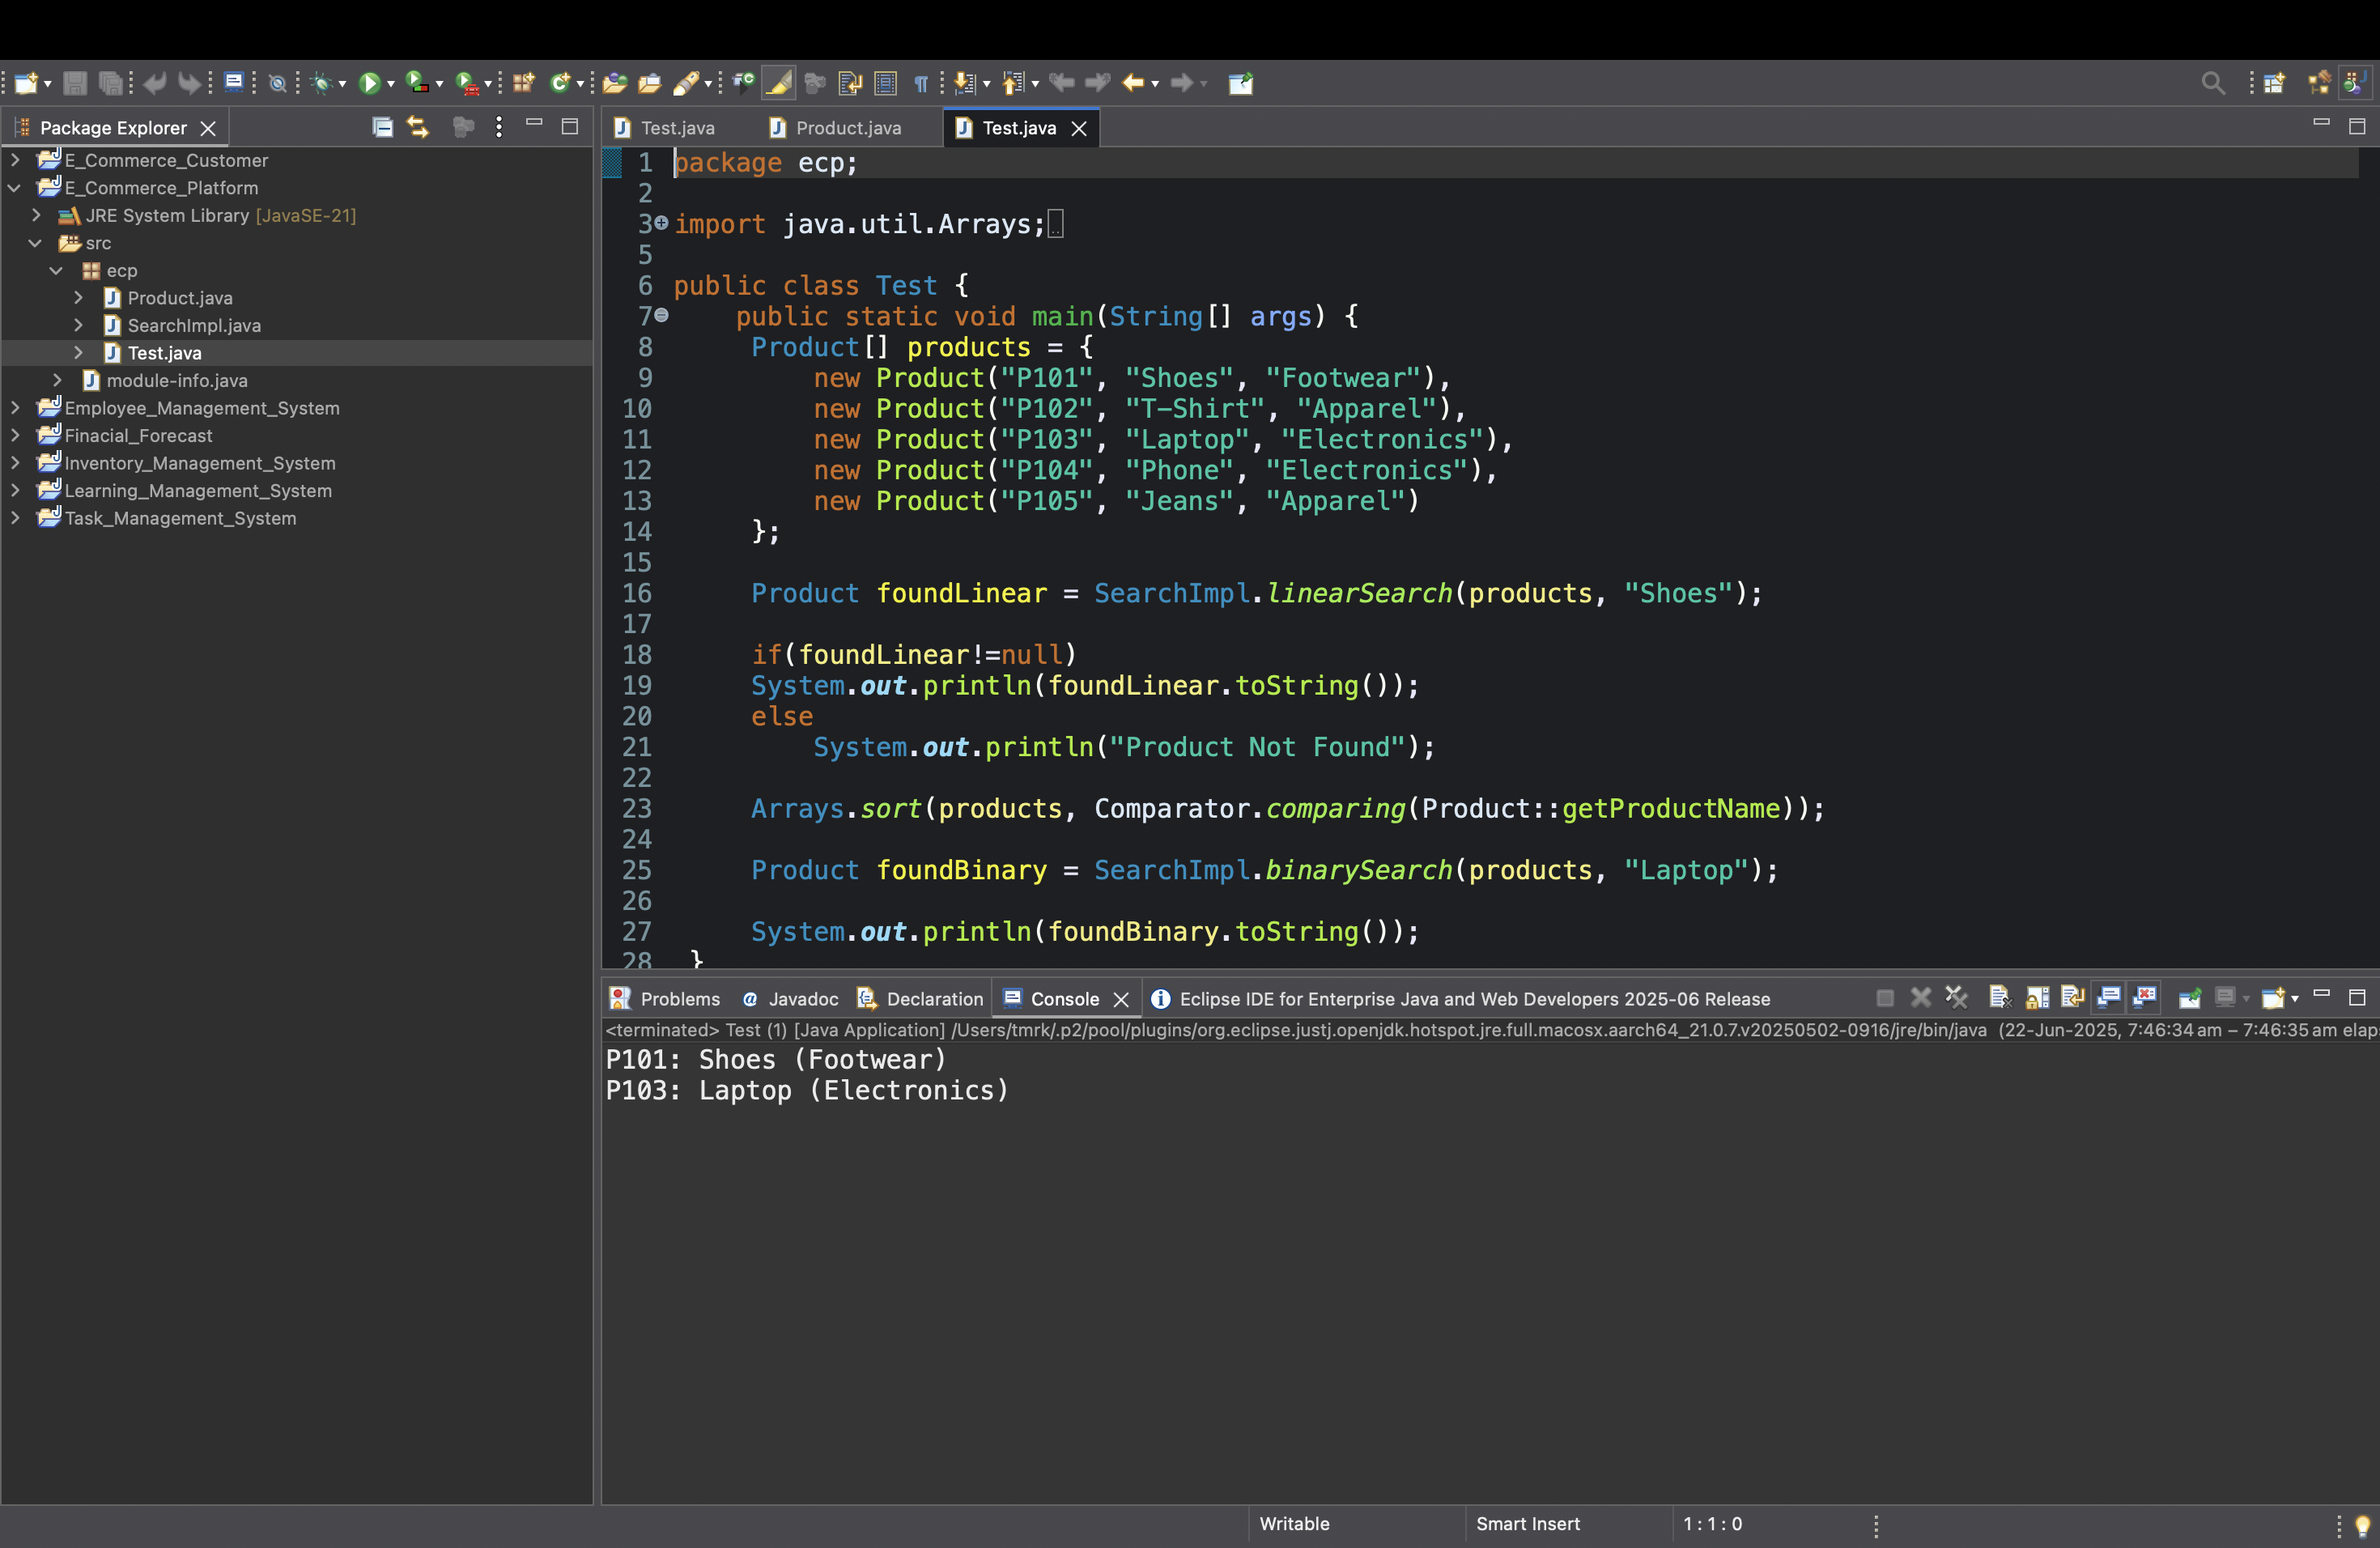 Package Explorer
E_Commerce_Customer
E_Commerce_Platform
JRE System Library [JavaSE-21]
src
ecp
Product.java
SearchImpl.java
Test.java
module-info.java
Employee_Management_System
Finacial_Forecast
Inventory_Management_System
Learning_Management_System
Task_Management_System
Test.java Product.java Test.java
1 package ecp;
2
3 import java.util.Arrays;
5
6 public class Test {
7 public static void main(String[] args) {
8 Product[] products = {
9 new Product("P101", "Shoes", "Footwear"),
10 new Product("P102", "T-Shirt", "Apparel"),
11 new Product("P103", "Laptop", "Electronics"),
12 new Product("P104", "Phone", "Electronics"),
13 new Product("P105", "Jeans", "Apparel")
14 };
15
16 Product foundLinear = SearchImpl.linearSearch(products, "Shoes");
17
18 if(foundLinear!=null)
19 System.out.println(foundLinear.toString());
20 else
21 System.out.println("Product Not Found");
22
23 Arrays.sort(products, Comparator.comparing(Product::getProductName));
24
25 Product foundBinary = SearchImpl.binarySearch(products, "Laptop");
26
27 System.out.println(foundBinary.toString());
28 }
Problems Javadoc Declaration Console Eclipse IDE for Enterprise Java and Web Developers 2025-06 Release
<terminated> Test (1) [Java Application] /Users/tmrk/.p2/pool/plugins/org.eclipse.justj.openjdk.hotspot.jre.full.macosx.aarch64_21.0.7.v20250502-0916/jre/bin/java (22-Jun-2025, 7:46:34 am – 7:46:35 am elap
P101: Shoes (Footwear)
P103: Laptop (Electronics)
Writable Smart Insert 1 : 1 : 0